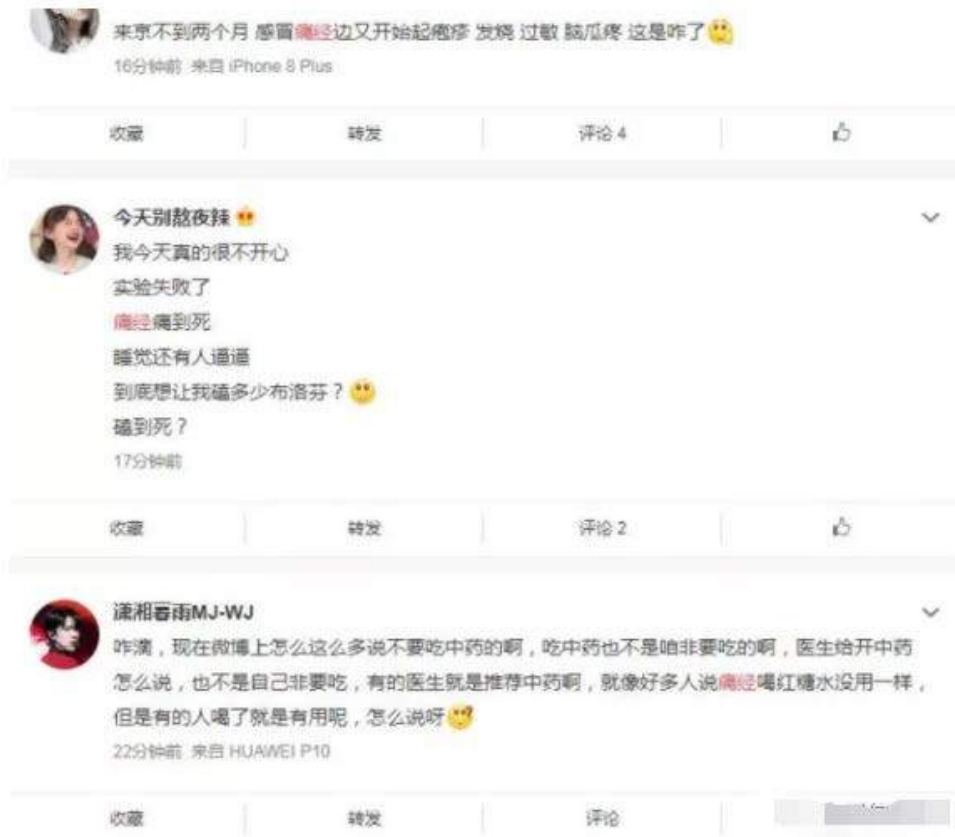 来京不到两个月 感冒痛经边又开始起疱疹 发烧 过敏 脑瓜疼 这是咋了
16分钟前 来自 iPhone 8 Plus
收藏 转发 评论 4
今天别熬夜辣
我今天真的很不开心
实验失败了
痛经痛到死
睡觉还有人逼逼
到底想让我磕多少布洛芬？
磕到死？
17分钟前
收藏 转发 评论 2
潇湘暮雨MJ-WJ
咋滴，现在微博上怎么这么多说不要吃中药的啊，吃中药也不是咱非要吃的啊，医生给开中药
怎么说，也不是自己非要吃，有的医生就是推荐中药啊，就像好多人说痛经喝红糖水没用一样，
但是有的人喝了就是有用呢，怎么说呀
22分钟前 来自 HUAWEI P10
收藏 转发 评论